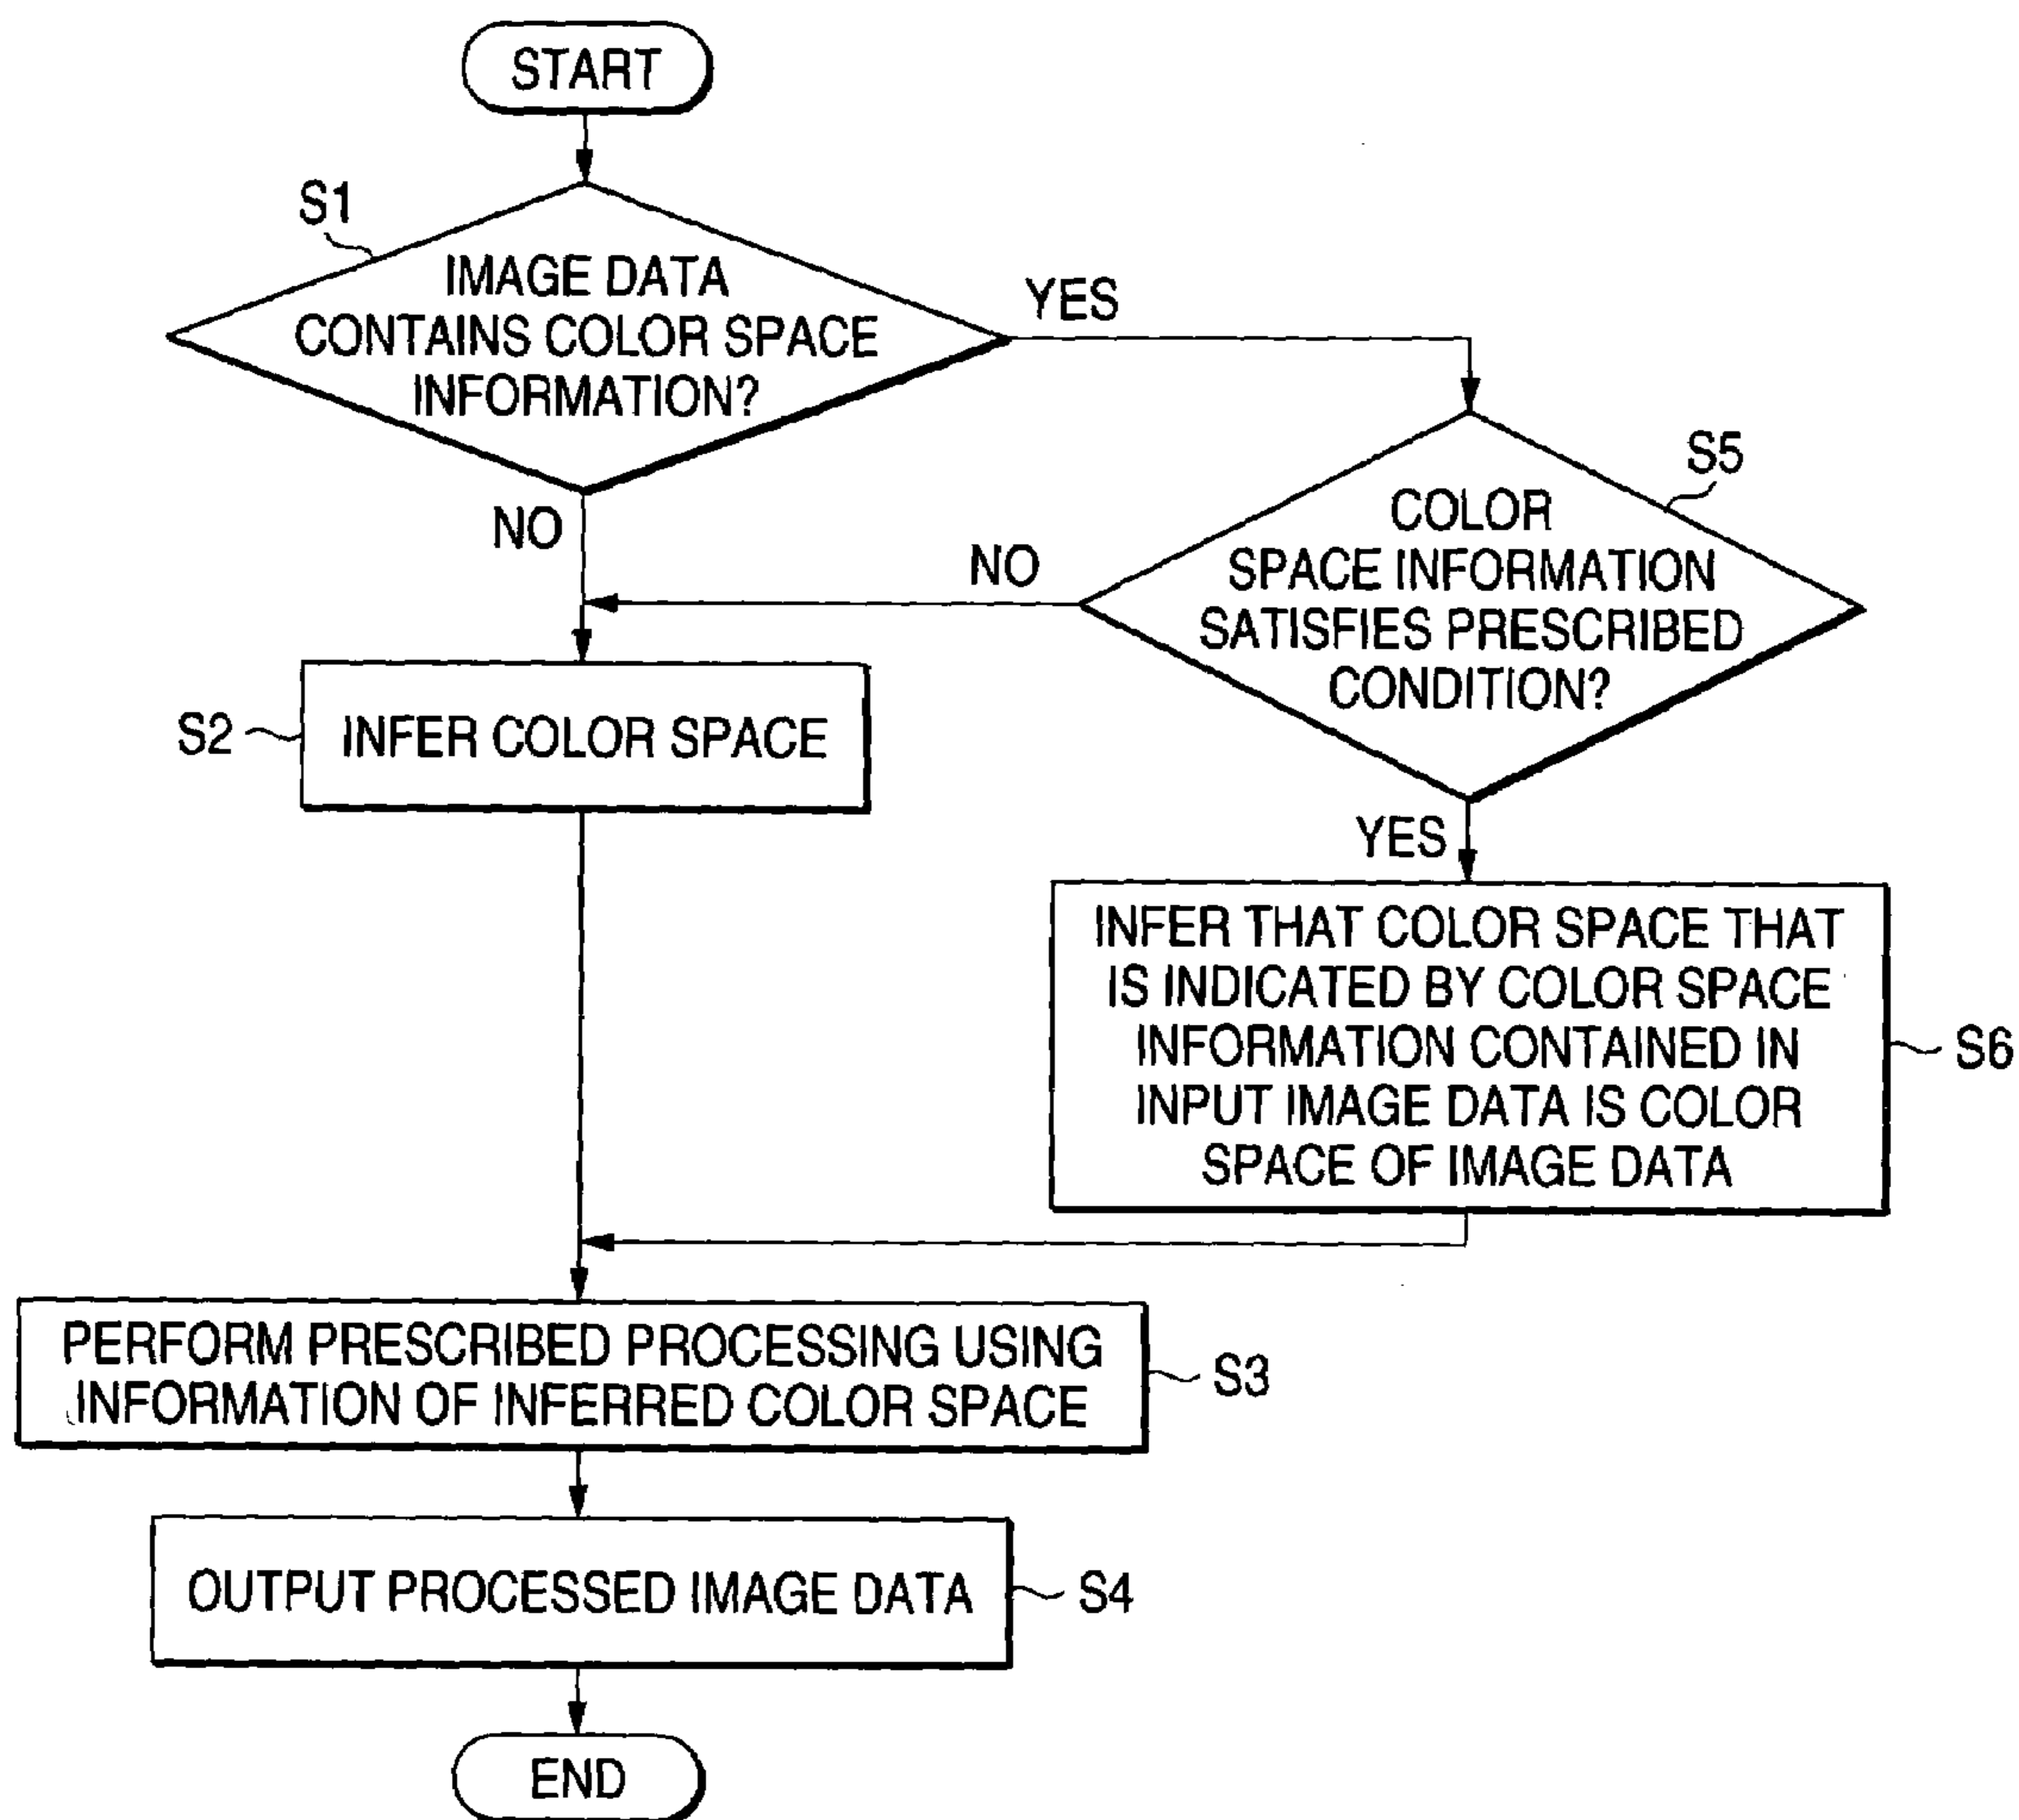 START
S1
IMAGE DATA
CONTAINS COLOR SPACE
INFORMATION?
YES
NO
S5
COLOR
SPACE INFORMATION
SATISFIES PRESCRIBED
CONDITION?
NO
YES
S2
INFER COLOR SPACE
INFER THAT COLOR SPACE THAT
IS INDICATED BY COLOR SPACE
INFORMATION CONTAINED IN
INPUT IMAGE DATA IS COLOR
SPACE OF IMAGE DATA
S6
PERFORM PRESCRIBED PROCESSING USING
INFORMATION OF INFERRED COLOR SPACE
S3
OUTPUT PROCESSED IMAGE DATA
S4
END